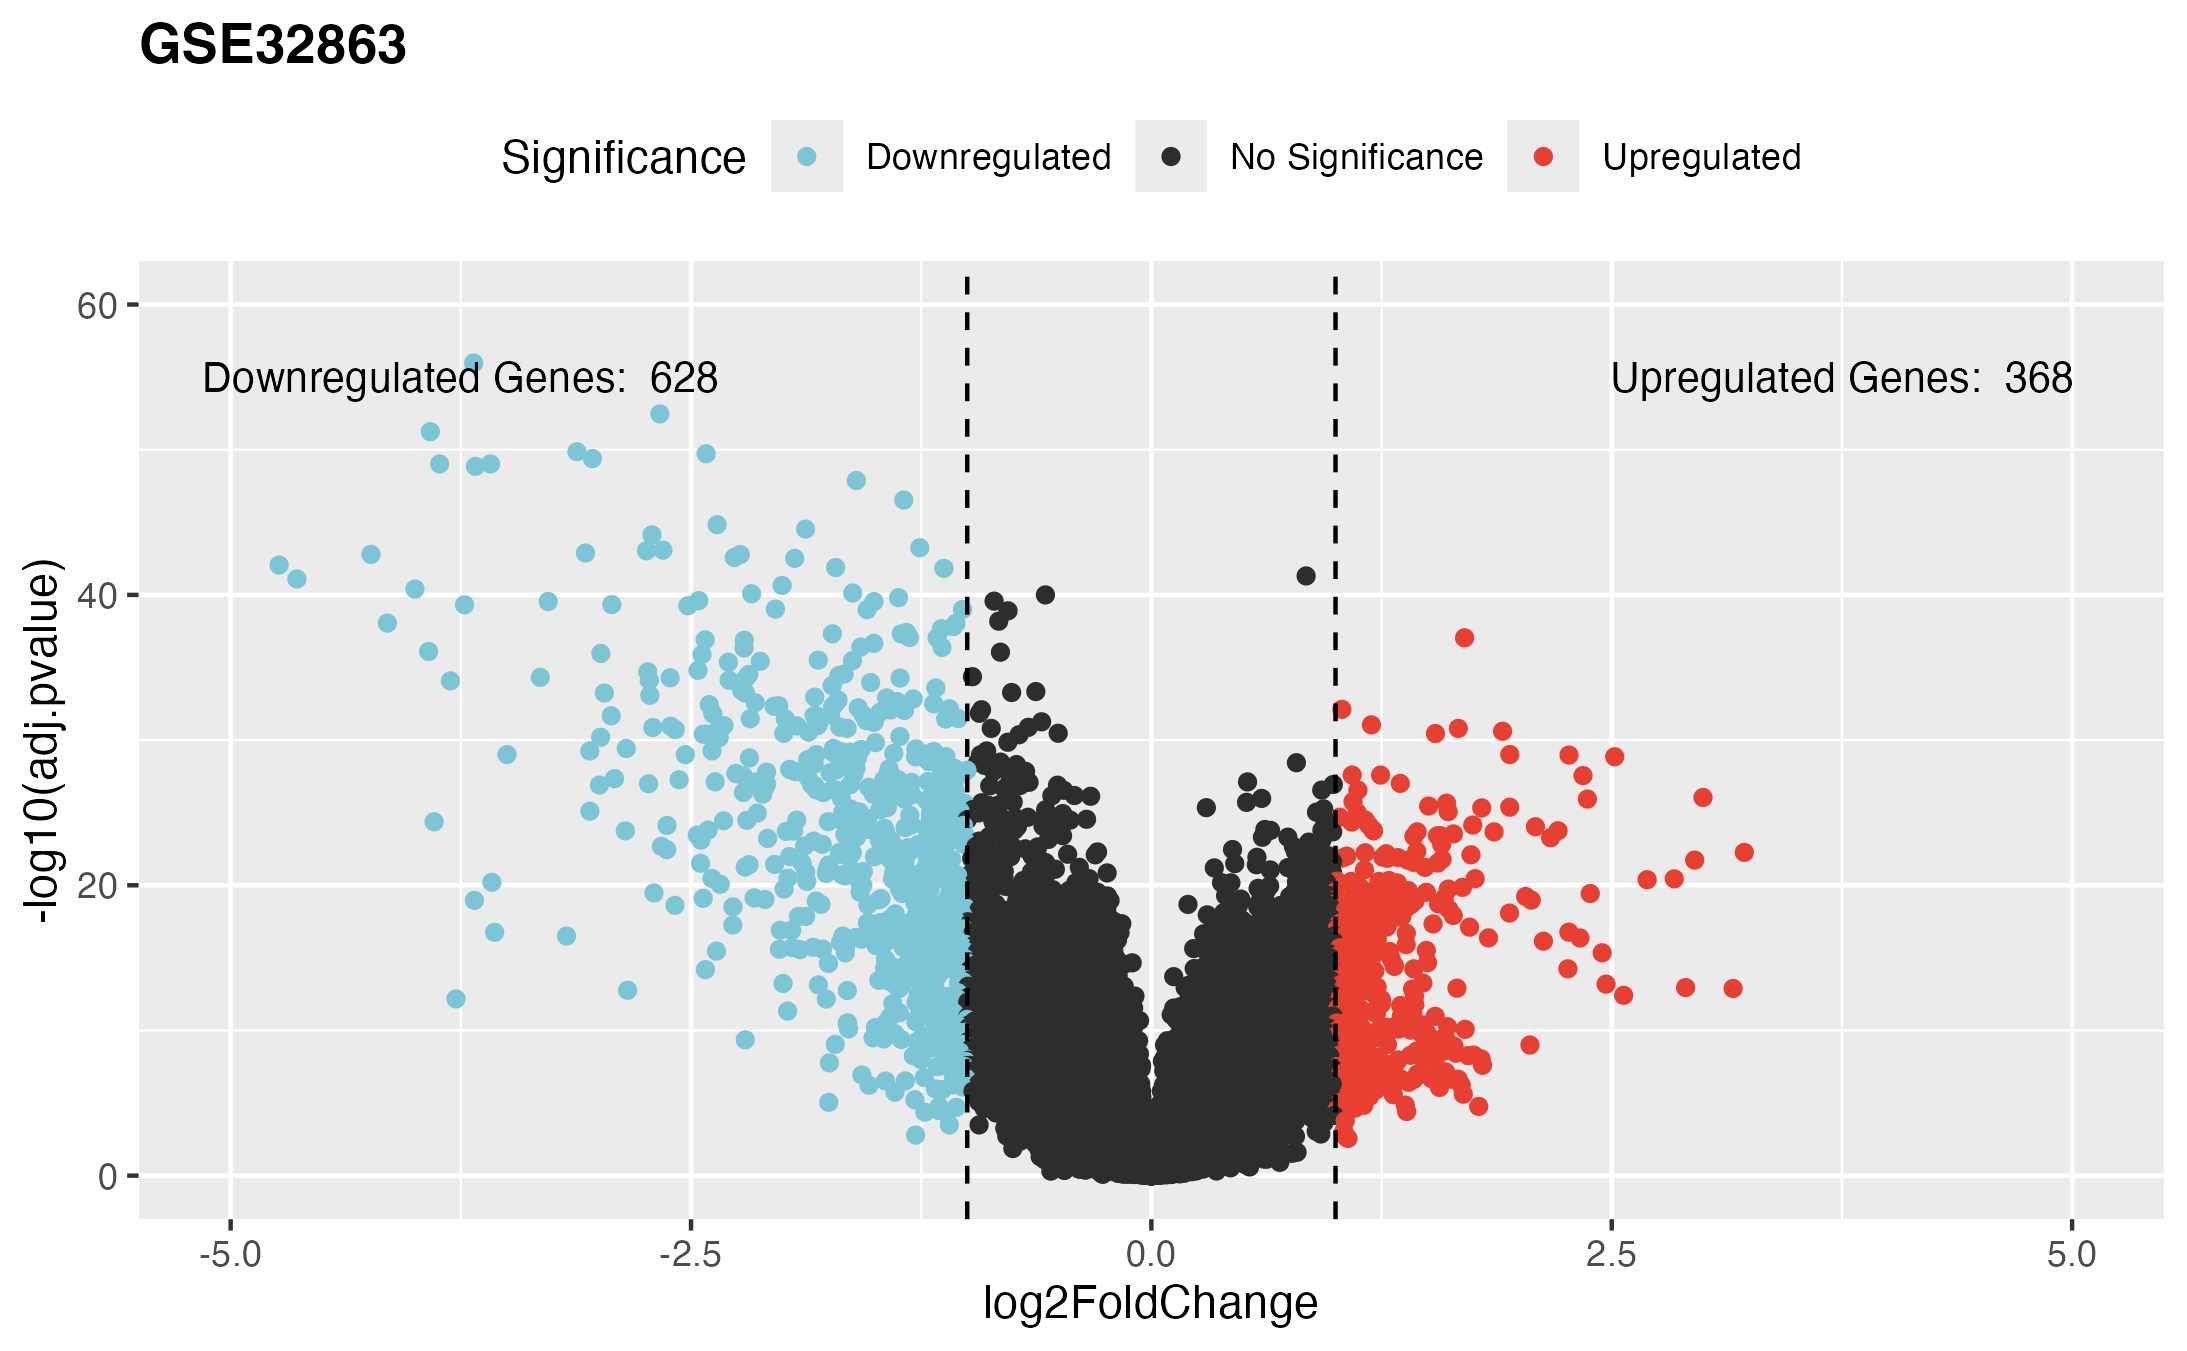 GSE32863
Significance Downregulated No Significance Upregulated
60
Downregulated Genes: 628
Upregulated Genes: 368
40
20
0
-log10(adj.pvalue)
-5.0 -2.5 0.0 2.5 5.0
log2FoldChange